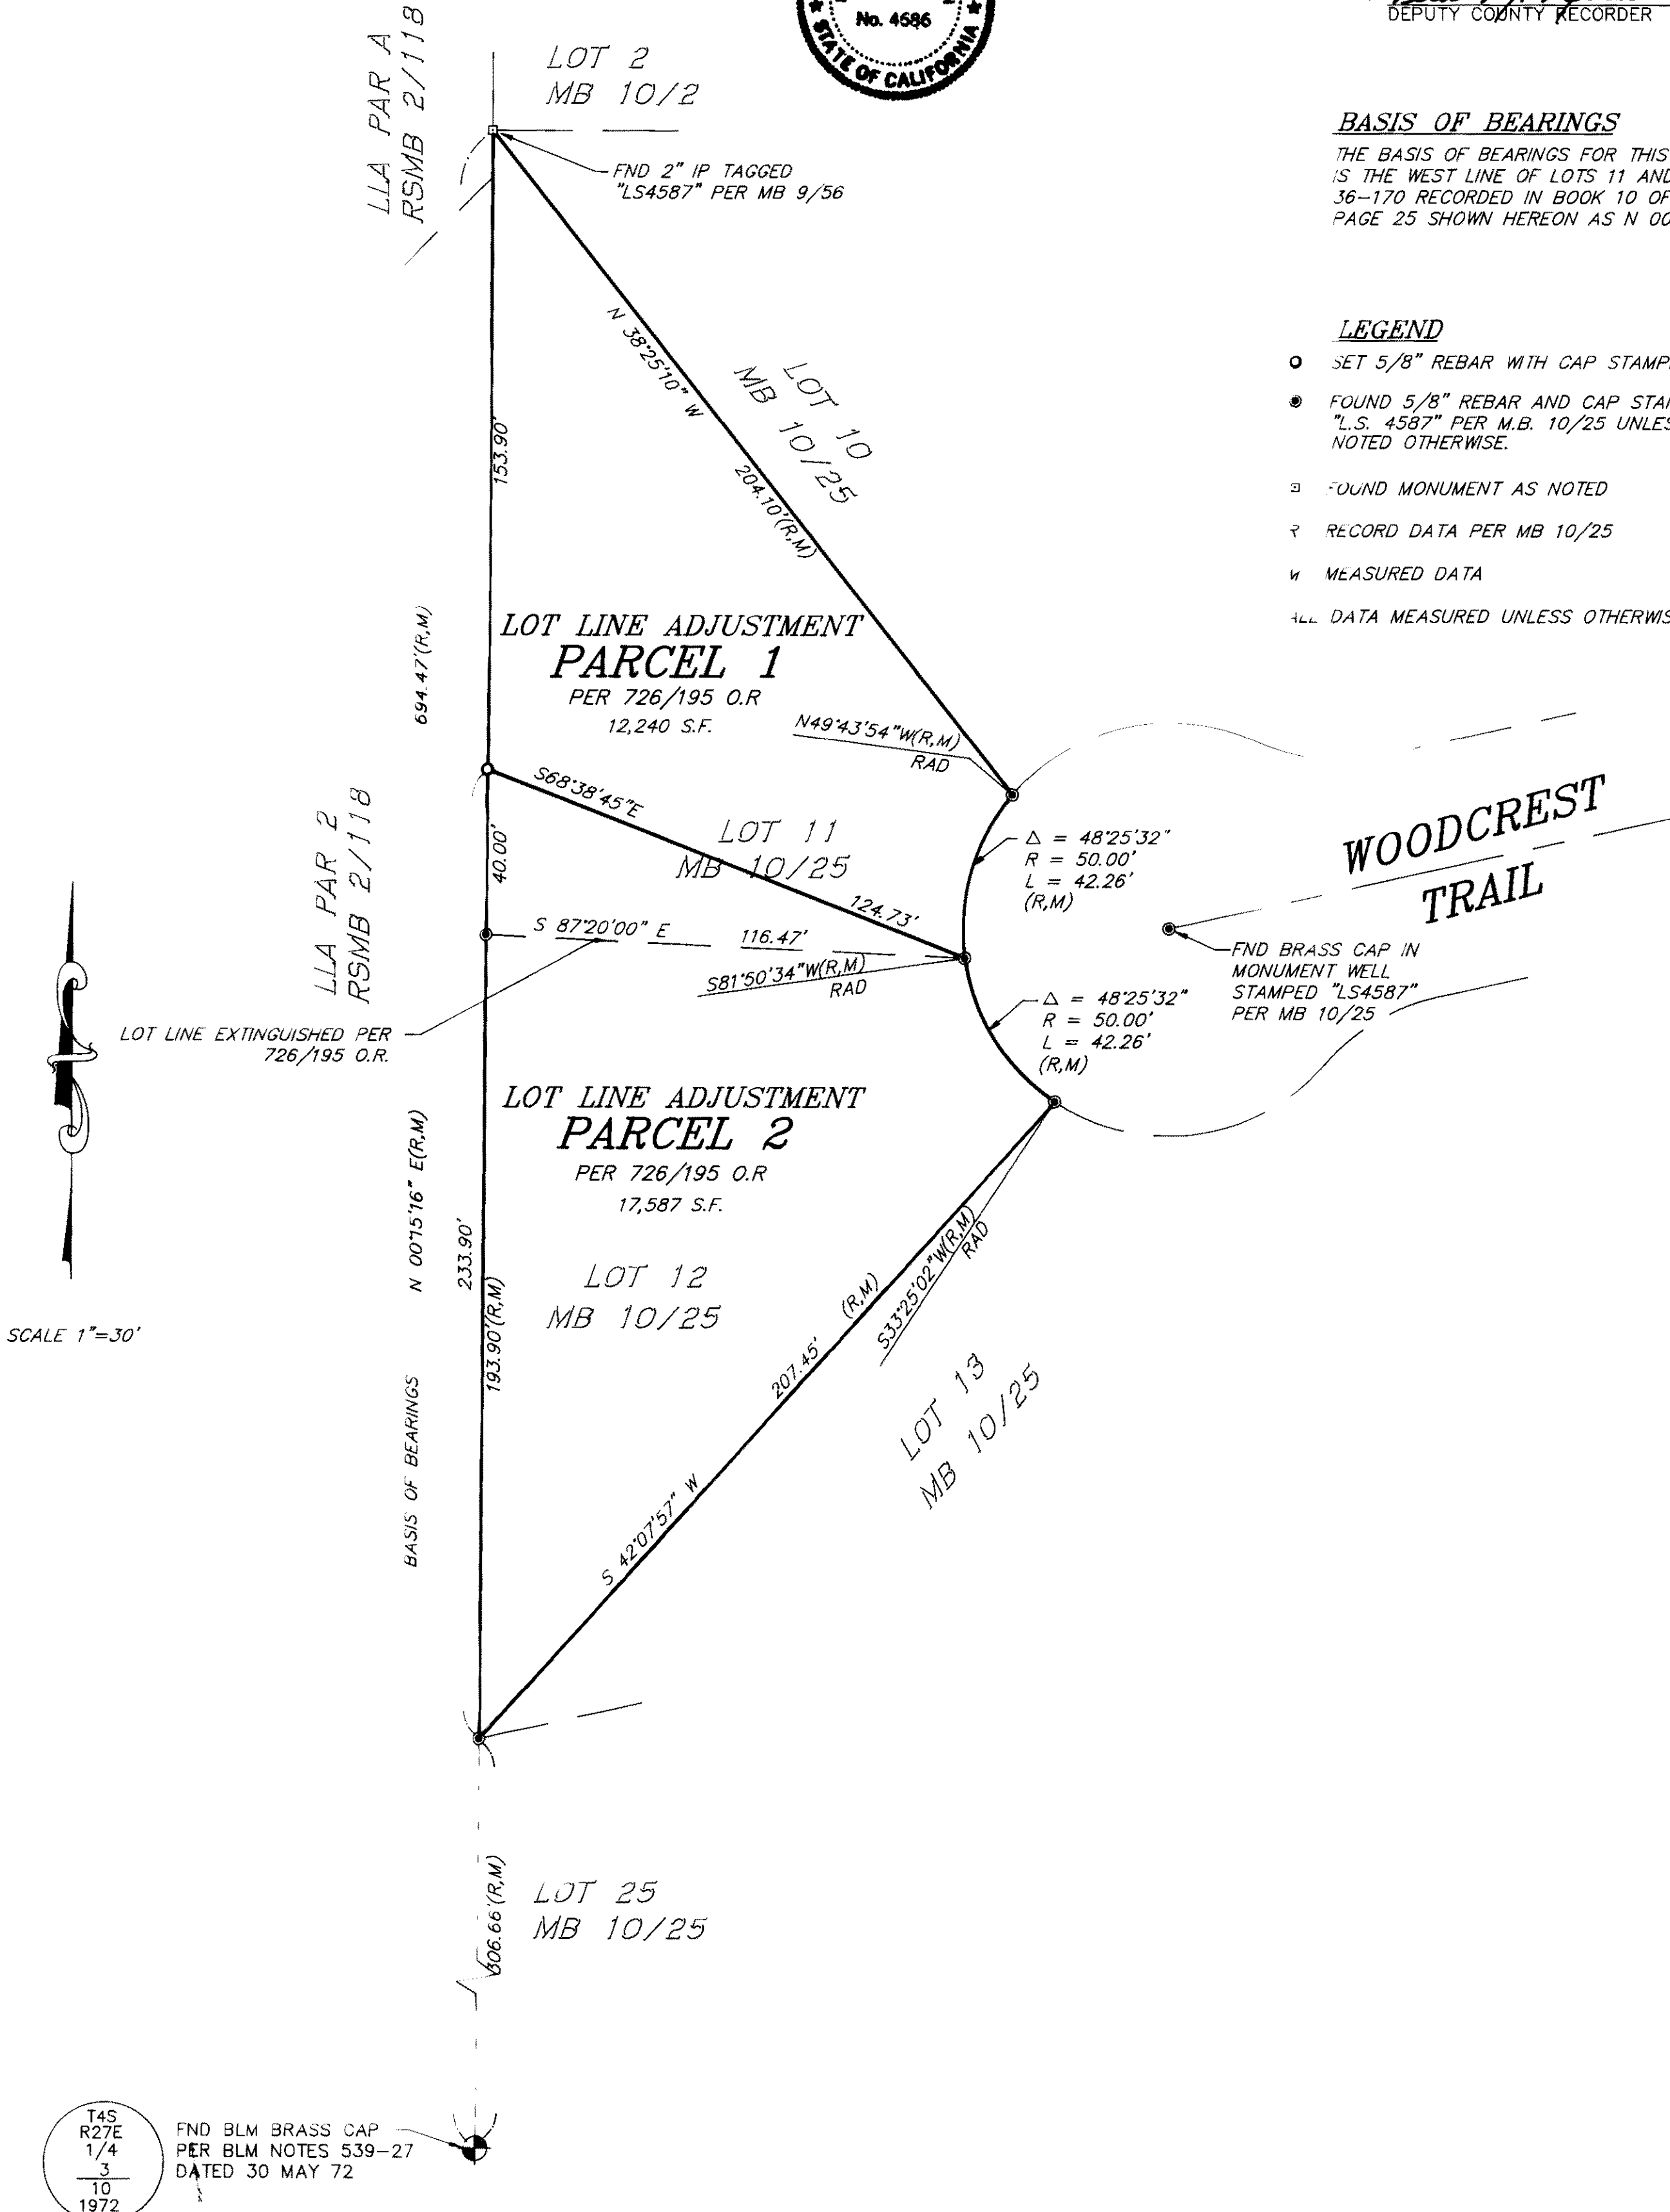 No. 4686
STATE OF CALIFORNIA
DEPUTY COUNTY RECORDER
LLA PAR A
RSMB 2/118
LOT 2
MB 10/2
FND 2" IP TAGGED
"LS4587" PER MB 9/56
BASIS OF BEARINGS
THE BASIS OF BEARINGS FOR THIS
IS THE WEST LINE OF LOTS 11 AND
36-170 RECORDED IN BOOK 10 OF
PAGE 25 SHOWN HEREON AS N 00
LEGEND
SET 5/8" REBAR WITH CAP
FOUND 5/8" REBAR AND CAP
"L.S. 4587" PER M.B. 10/25
NOTED OTHERWISE.
FOUND MONUMENT AS NOTED
R RECORD DATA PER MB 10/25
M MEASURED DATA
ALL DATA MEASURED UNLESS
N 38°25'10" W
204.10'(R,M)
LOT 10
MB 10/25
153.90'
694.47'(R,M)
LOT LINE ADJUSTMENT
PARCEL 1
PER 726/195 O.R
12,240 S.F.
N49°43'54"W(R,M)
RAD
S68°38'45"E
124.73'
LOT 11
MB 10/25
40.00'
LLA PAR 2
RSMB 2/118
Δ = 48°25'32"
R = 50.00'
L = 42.26'
(R,M)
WOODCREST
TRAIL
S 87°20'00" E
116.47'
S81°50'34"W(R,M)
RAD
FND BRASS CAP IN
MONUMENT WELL
STAMPED "LS4587"
PER MB 10/25
Δ = 48°25'32"
R = 50.00'
L = 42.26'
(R,M)
LOT LINE EXTINGUISHED PER
726/195 O.R.
LOT LINE ADJUSTMENT
PARCEL 2
PER 726/195 O.R
17,587 S.F.
BASIS OF BEARINGS N 00°15'16" E(R,M)
233.90'
193.90'(R,M)
LOT 12
MB 10/25
S 42°07'57" W
207.45'
(R,M)
S33°25'02"W(R,M)
RAD
SCALE 1"=30'
LOT 13
MB 10/25
306.66'(R,M)
LOT 25
MB 10/25
T4S
R27E
1/4
3
10
1972
FND BLM BRASS CAP
PER BLM NOTES 539-27
DATED 30 MAY 72